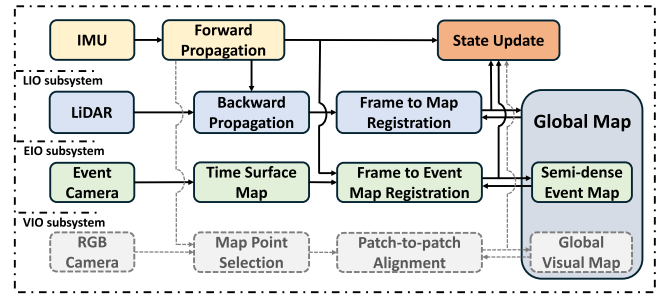 IMU
Forward
Propagation
State Update
LIO subsystem
LiDAR
Backward
Propagation
Frame to Map
Registration
Global Map
EIO subsystem
Event
Camera
Time Surface
Map
Frame to Event
Map Registration
Semi-dense
Event Map
VIO subsystem
RGB
Camera
Map Point
Selection
Patch-to-patch
Alignment
Global
Visual Map